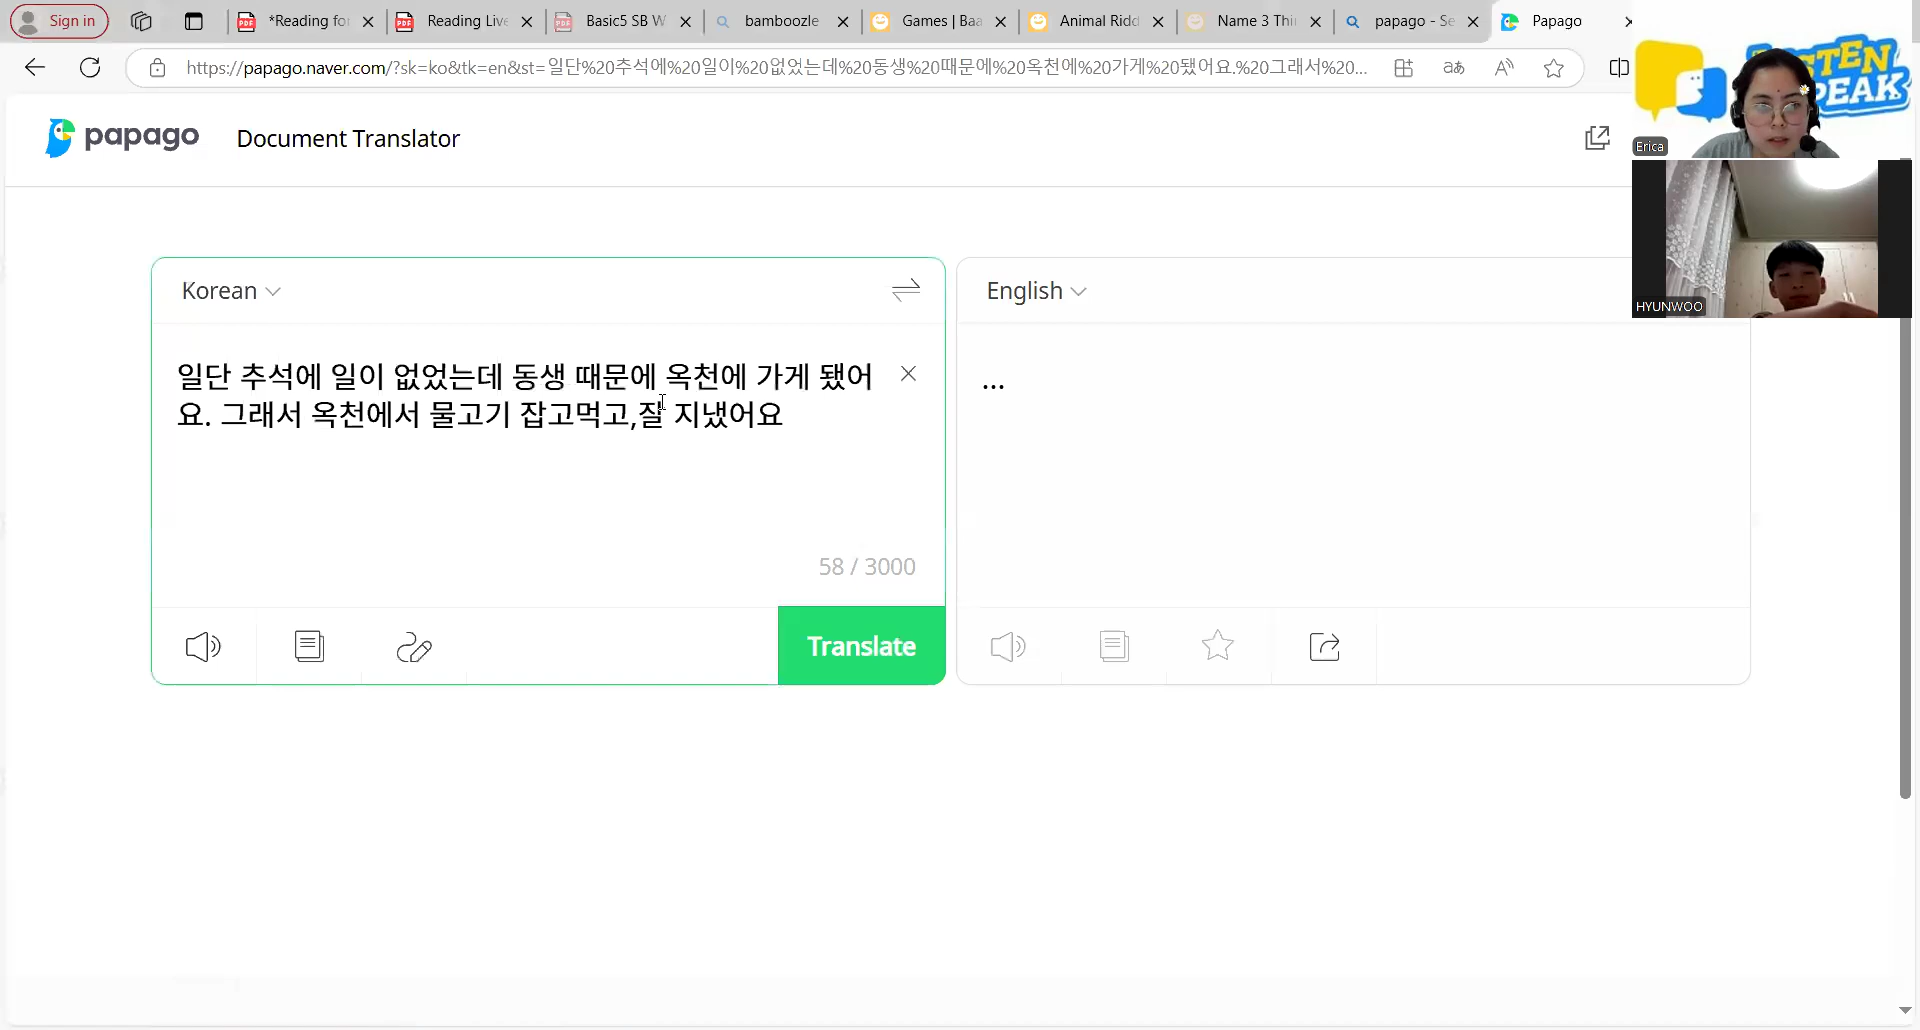 Sign in
*Reading fo
Reading Live
Basic5 SB W
bamboozle
Games | Baa
Animal Ridd
Name 3 Thi
papago - Se
Papago
https://papago.naver.com/?sk=ko&tk=en&st=일단%20추석에%20일이%20없었는데%20동생%20때문에%20옥천에%20가게%20됐어요.%20그래서%20...
papago
Document Translator
STEN
PEAK
Erica
HYUNWOO
Korean
English
일단 추석에 일이 없었는데 동생 때문에 옥천에 가게 됐어
요. 그래서 옥천에서 물고기 잡고먹고,질 지냈어요
...
58 / 3000
Translate